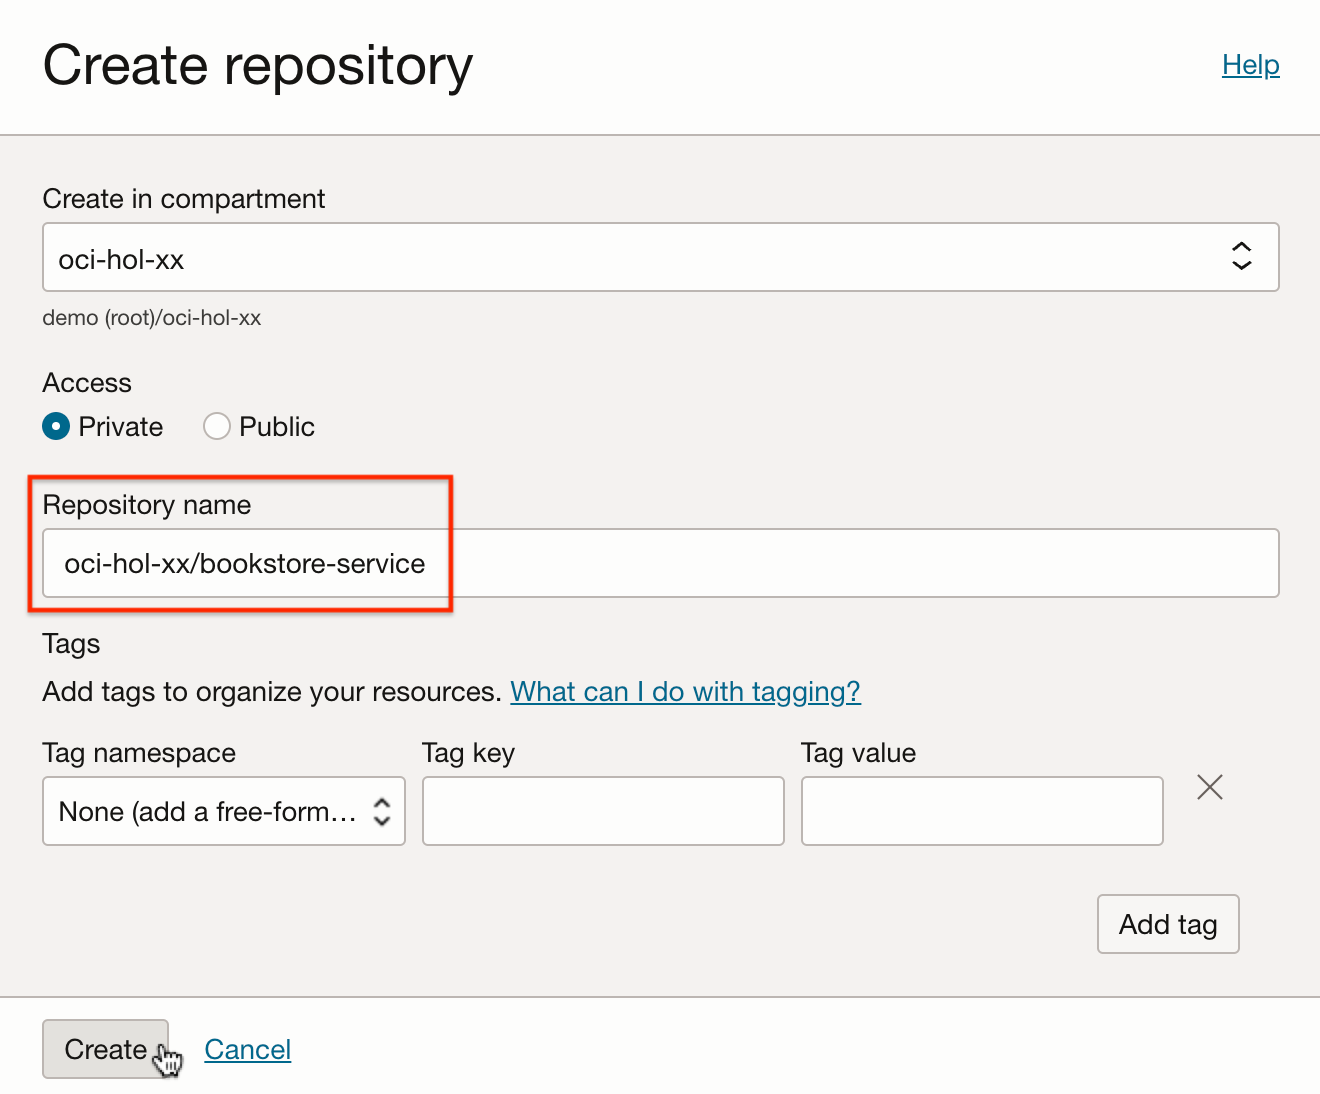 Create repository
Help
Create in compartment
oci-hol-xx
demo (root)/oci-hol-xx
Access
Private Public
Repository name
oci-hol-xx/bookstore-service
Tags
Add tags to organize your resources. What can I do with tagging?
Tag namespace Tag key Tag value
None (add a free-form...
Add tag
Create Cancel